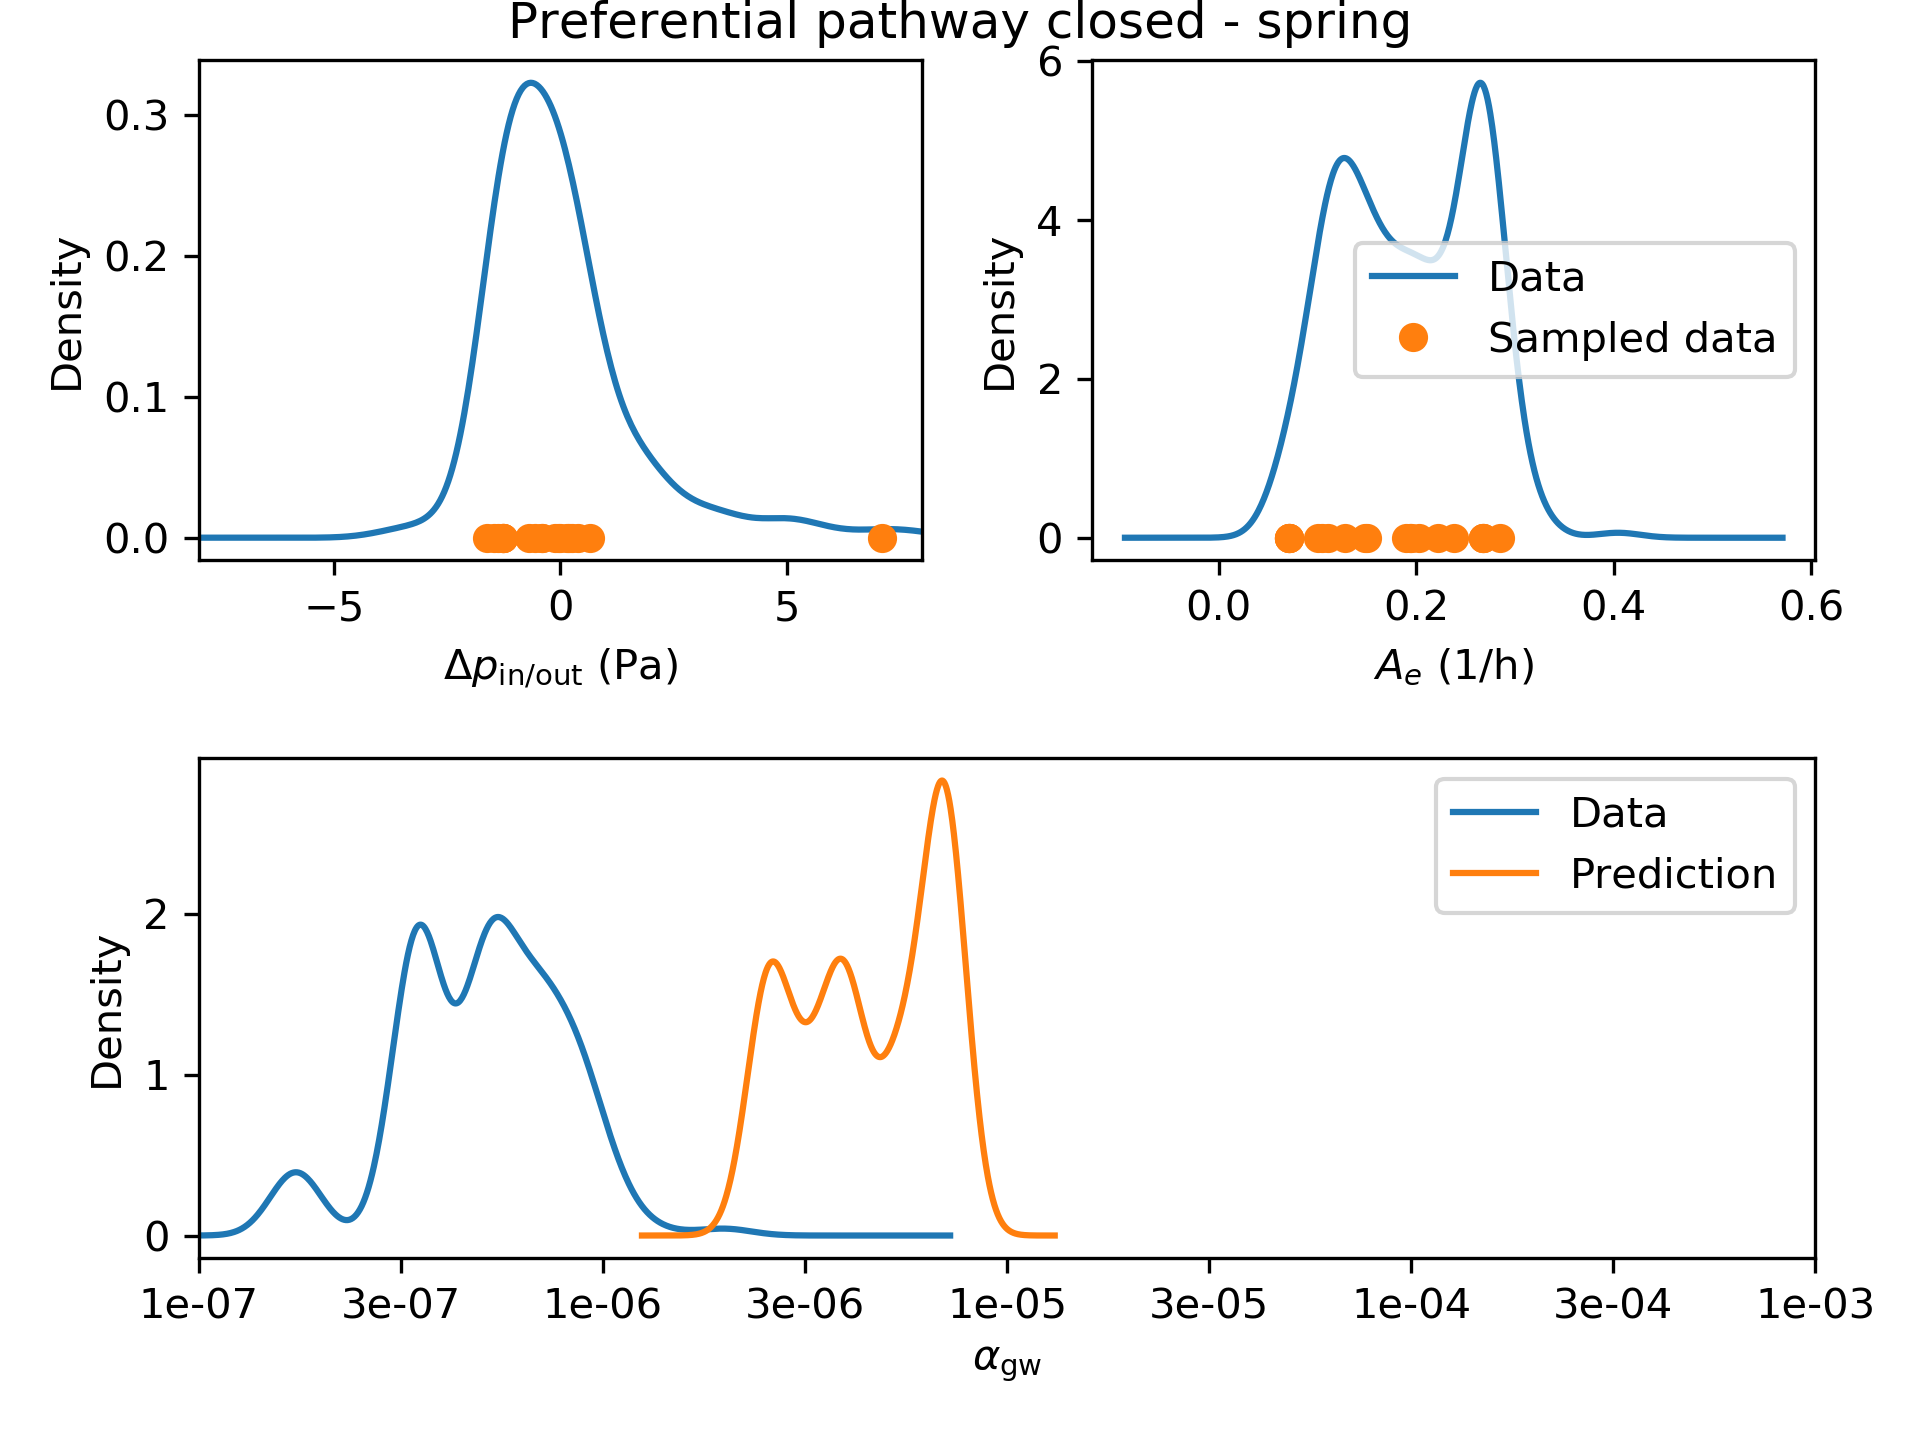 Preferential pathway closed - spring
Density
0.3
0.2
0.1
0.0
−5 0 5
Δp_in/out (Pa)
Density
6
4
2
0
Data
Sampled data
0.0 0.2 0.4 0.6
A_e (1/h)
Density
2
1
0
Data
Prediction
1e-07 3e-07 1e-06 3e-06 1e-05 3e-05 1e-04 3e-04 1e-03
α_gw